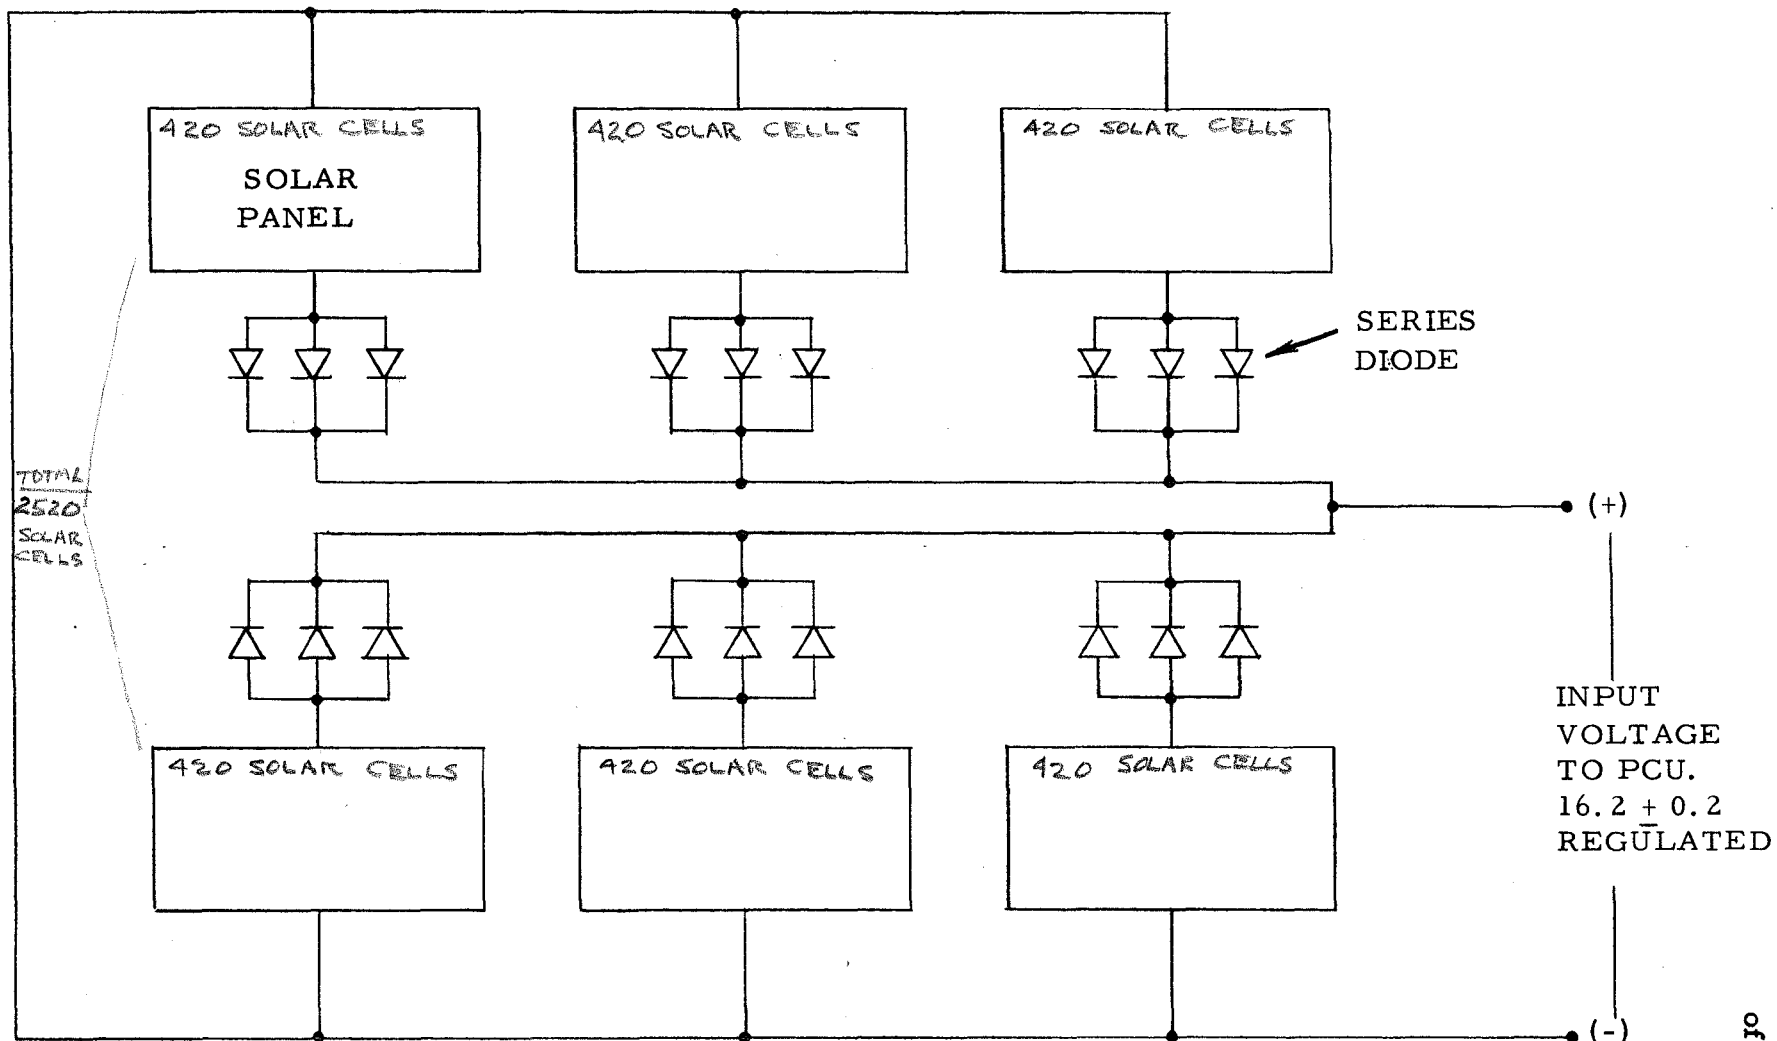 420 SOLAR CELLS
420 SOLAR CELLS
420 SOLAR CELLS
SOLAR
PANEL
SERIES
DIODE
TOTAL
2520
SOLAR
CELLS
(+)
420 SOLAR CELLS
420 SOLAR CELLS
420 SOLAR CELLS
INPUT
VOLTAGE
TO PCU.
16.2 ± 0.2
REGULATED
(-)
of